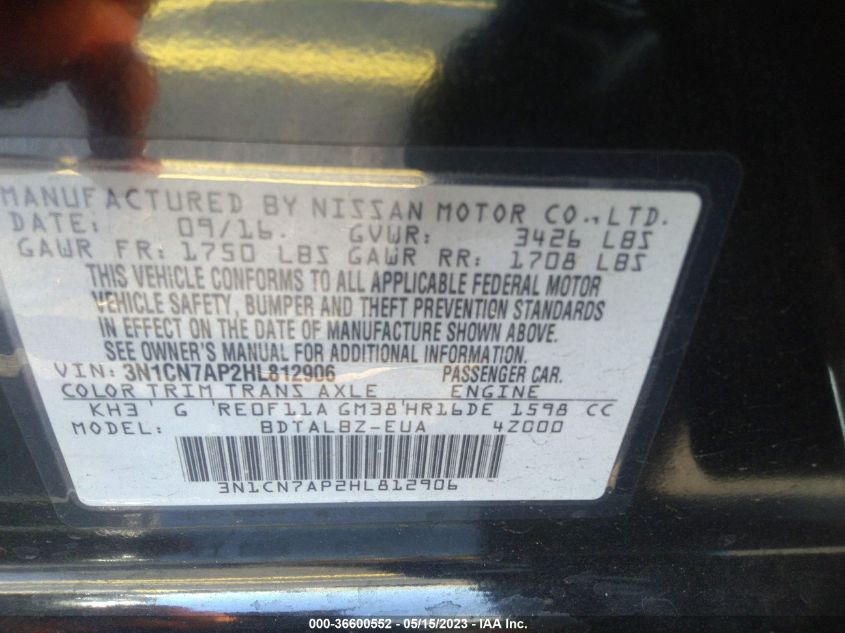 MANUFACTURED BY NISSAN MOTOR CO., LTD.
DATE: 09/16 GVWR: 3426 LBS
GAWR FR: 1750 LBS GAWR RR: 1708 LBS
THIS VEHICLE CONFORMS TO ALL APPLICABLE FEDERAL MOTOR
VEHICLE SAFETY, BUMPER AND THEFT PREVENTION STANDARDS
IN EFFECT ON THE DATE OF MANUFACTURE SHOWN ABOVE.
SEE OWNER'S MANUAL FOR ADDITIONAL INFORMATION.
VIN: 3N1CN7AP2HL812906 PASSENGER CAR.
COLOR TRIM TRANS AXLE ENGINE
KH3 G RE0F11A GM38 HR16DE 1598 CC
MODEL: BDTALBZ-EUA 4Z000
3N1CN7AP2HL812906
000-36600552 - 05/15/2023 - IAA Inc.